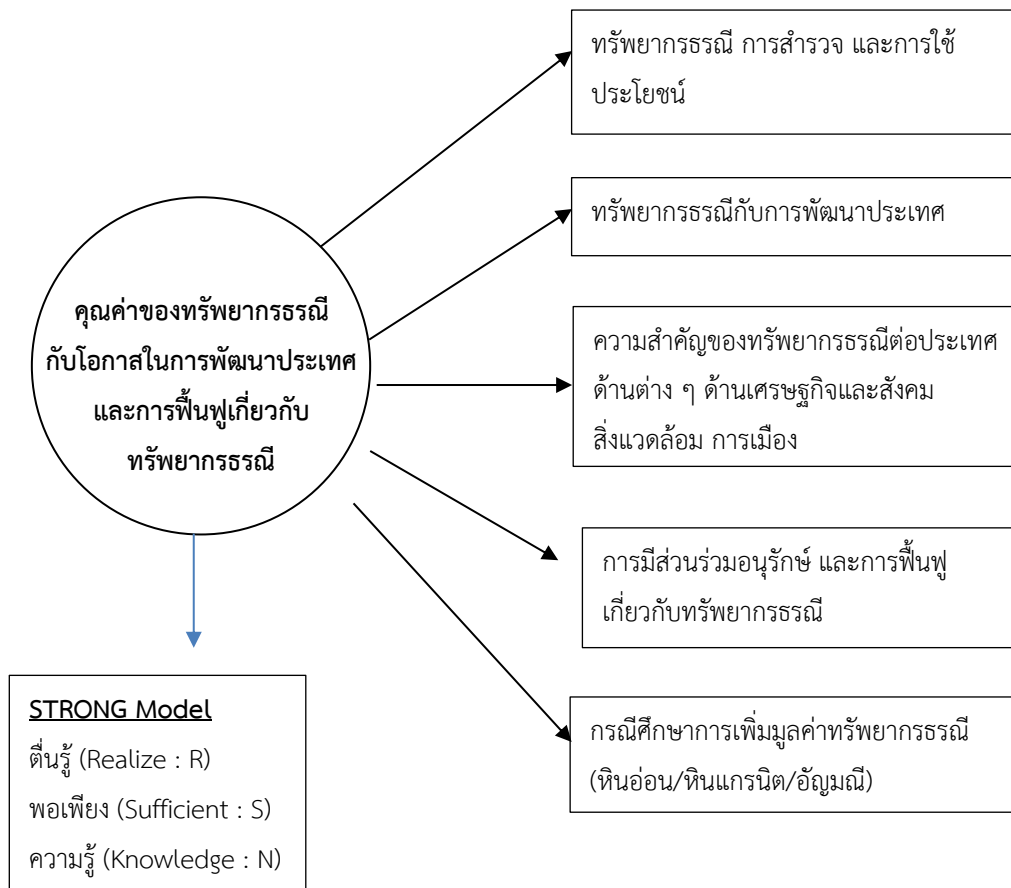 ทรัพยากรธรณี การสำรวจ และการใช้
ประโยชน์
ทรัพยากรธรณีกับการพัฒนาประเทศ
คุณค่าของทรัพยากรธรณี
กับโอกาสในการพัฒนาประเทศ
และการฟื้นฟูเกี่ยวกับ
ทรัพยากรธรณี
ความสำคัญของทรัพยากรธรณีต่อประเทศ
ด้านต่าง ๆ ด้านเศรษฐกิจและสังคม
สิ่งแวดล้อม การเมือง
การมีส่วนร่วมอนุรักษ์ และการฟื้นฟู
เกี่ยวกับทรัพยากรธรณี
กรณีศึกษาการเพิ่มมูลค่าทรัพยากรธรณี
(หินอ่อน/หินแกรนิต/อัญมณี)
STRONG Model
ตื่นรู้ (Realize : R)
พอเพียง (Sufficient : S)
ความรู้ (Knowledge : N)